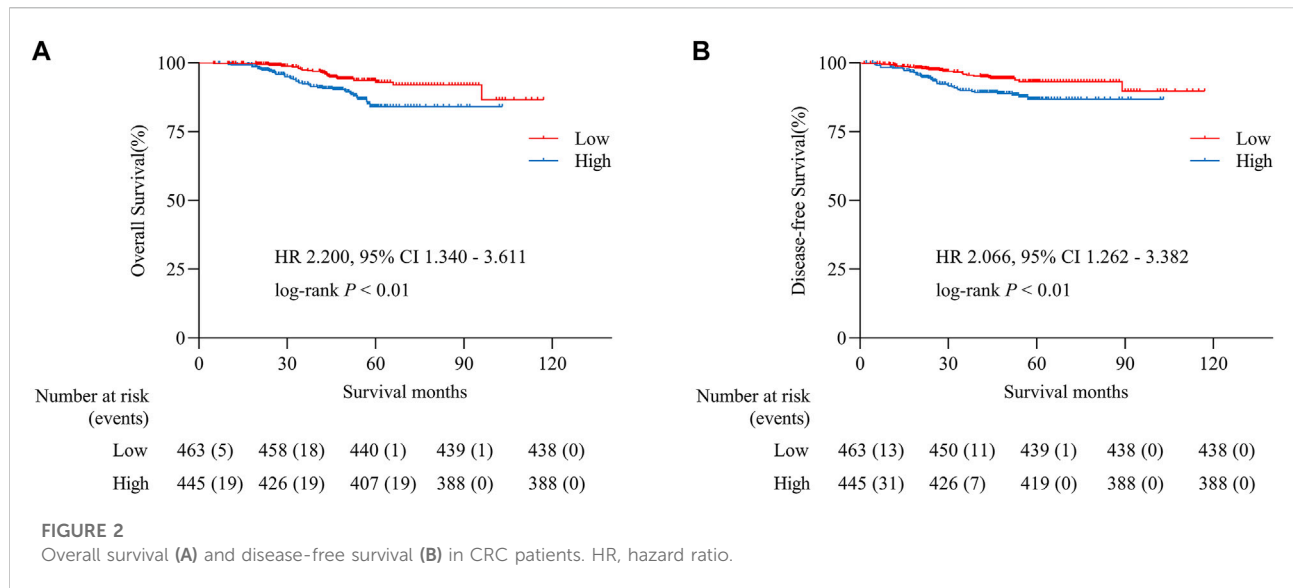 A
Overall Survival(%)
100
75
50
25
0
Low
High
HR 2.200, 95% CI 1.340 - 3.611
log-rank P < 0.01
0 30 60 90 120
Survival months
Number at risk
(events)
Low 463 (5) 458 (18) 440 (1) 439 (1) 438 (0)
High 445 (19) 426 (19) 407 (19) 388 (0) 388 (0)
B
Disease-free Survival(%)
100
75
50
25
0
Low
High
HR 2.066, 95% CI 1.262 - 3.382
log-rank P < 0.01
0 30 60 90 120
Survival months
Number at risk
(events)
Low 463 (13) 450 (11) 439 (1) 438 (0) 438 (0)
High 445 (31) 426 (7) 419 (0) 388 (0) 388 (0)
FIGURE 2
Overall survival (A) and disease-free survival (B) in CRC patients. HR, hazard ratio.